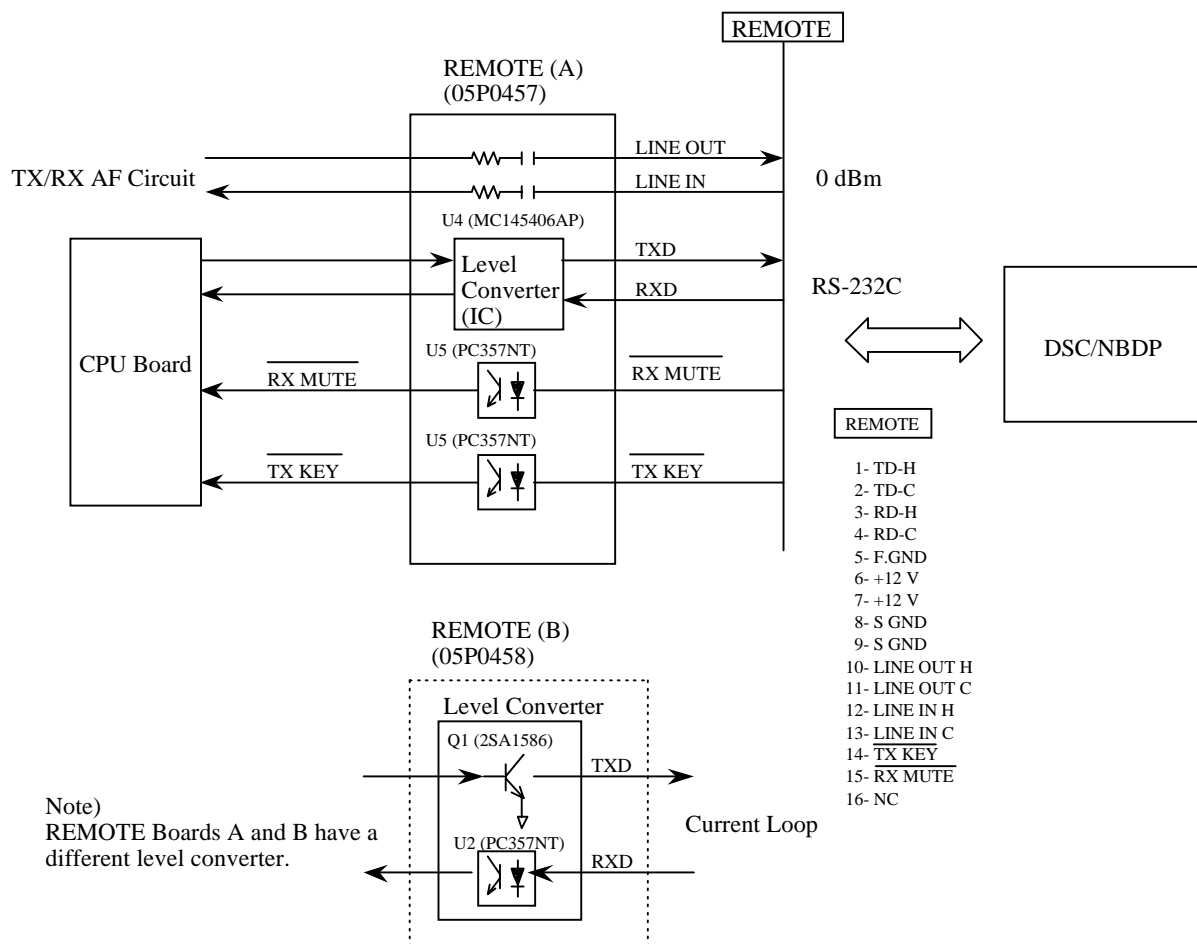 REMOTE
REMOTE (A)
(05P0457)
LINE OUT
TX/RX AF Circuit
LINE IN
0 dBm
U4 (MC145406AP)
TXD
Level
Converter
(IC)
RXD
RS-232C
CPU Board
DSC/NBDP
U5 (PC357NT)
RX MUTE
RX MUTE
U5 (PC357NT)
TX KEY
TX KEY
REMOTE
1- TD-H
2- TD-C
3- RD-H
4- RD-C
5- F.GND
6- +12 V
7- +12 V
8- S GND
9- S GND
10- LINE OUT H
11- LINE OUT C
12- LINE IN H
13- LINE IN C
14- TX KEY
15- RX MUTE
16- NC
REMOTE (B)
(05P0458)
Level Converter
Q1 (2SA1586)
TXD
Note)
REMOTE Boards A and B have a
different level converter.
Current Loop
U2 (PC357NT)
RXD